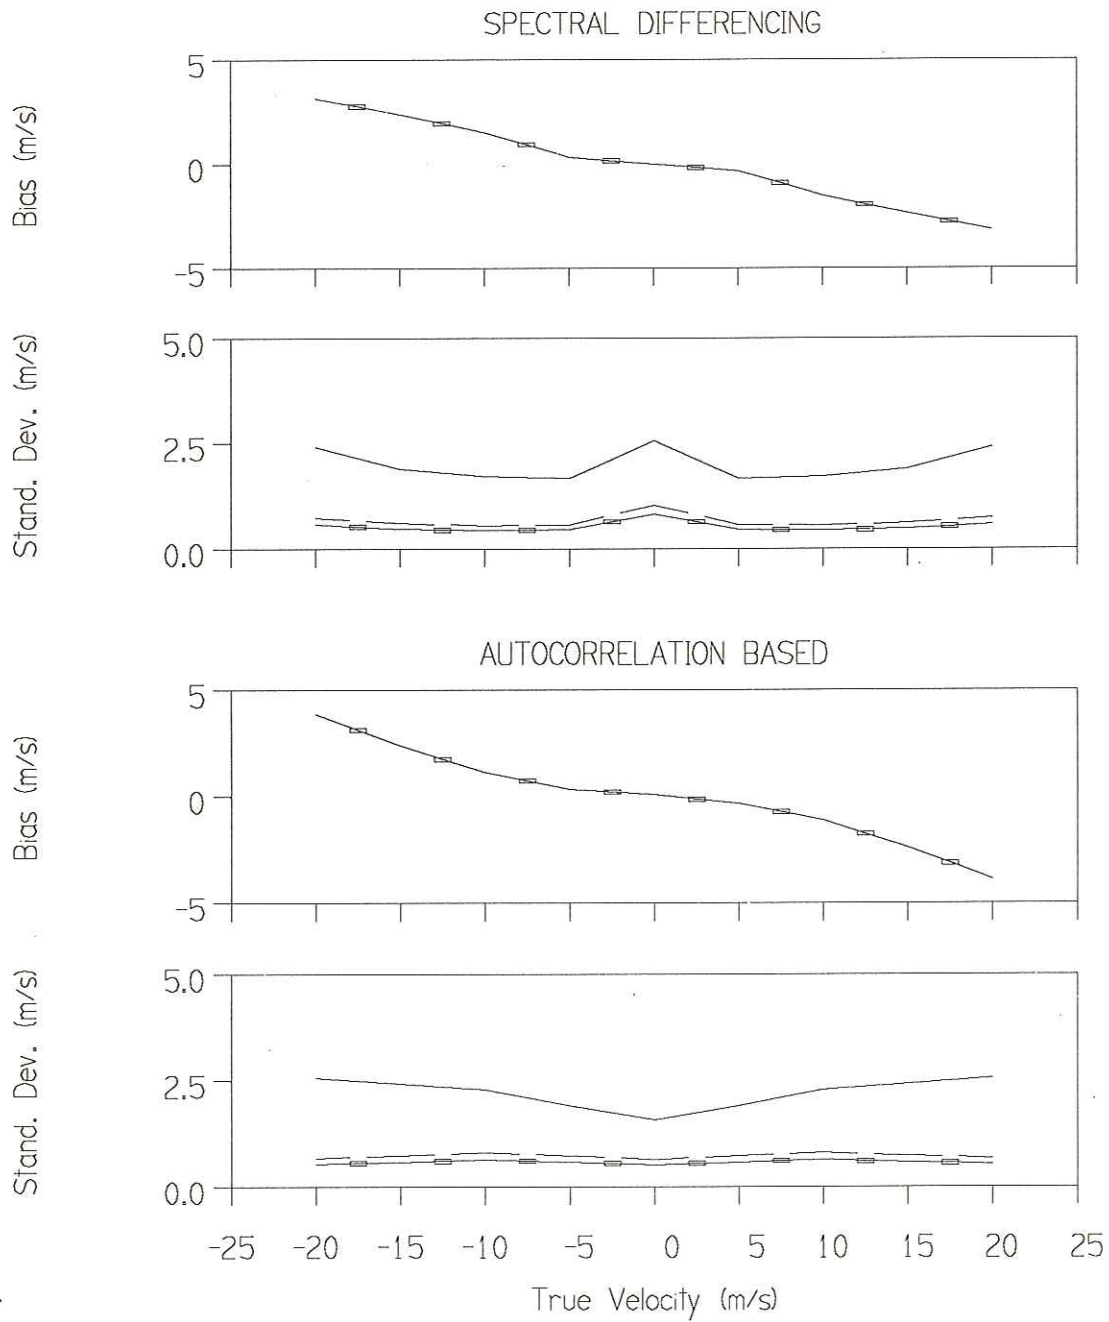 SPECTRAL DIFFERENCING
Bias (m/s)
5
0
-5
Stand. Dev. (m/s)
5.0
2.5
0.0
AUTOCORRELATION BASED
Bias (m/s)
5
0
-5
Stand. Dev. (m/s)
5.0
2.5
0.0
-25 -20 -15 -10 -5 0 5 10 15 20 25
True Velocity (m/s)